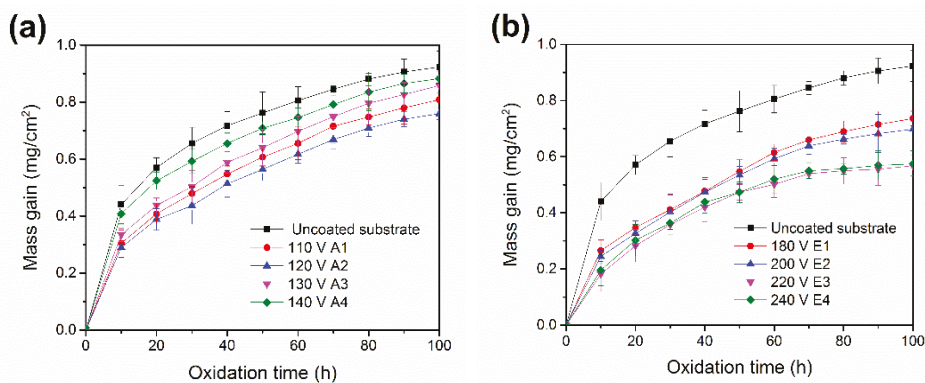 (a)
Mass gain (mg/cm²)
1.0
0.8
0.6
0.4
0.2
0.0
Uncoated substrate
110 V A1
120 V A2
130 V A3
140 V A4
0 20 40 60 80 100
Oxidation time (h)
(b)
Mass gain (mg/cm²)
1.0
0.8
0.6
0.4
0.2
0.0
Uncoated substrate
180 V E1
200 V E2
220 V E3
240 V E4
0 20 40 60 80 100
Oxidation time (h)